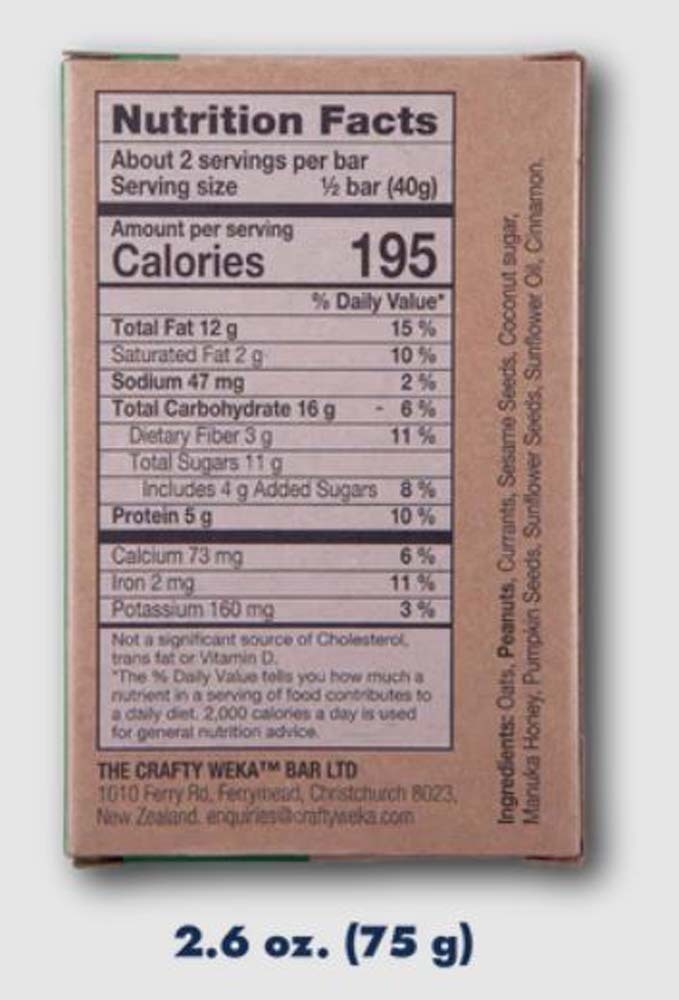 Nutrition Facts
About 2 servings per bar
Serving size ½ bar (40g)
Amount per serving
Calories 195
% Daily Value*
Total Fat 12 g 15 %
Saturated Fat 2 g 10 %
Sodium 47 mg 2 %
Total Carbohydrate 16 g - 6 %
Dietary Fiber 3 g 11 %
Total Sugars 11 g
Includes 4 g Added Sugars 8 %
Protein 5 g 10 %
Calcium 73 mg 6 %
Iron 2 mg 11 %
Potassium 160 mg 3 %
Not a significant source of Cholesterol,
trans fat or Vitamin D.
*The % Daily Value tells you how much a
nutrient in a serving of food contributes to
a daily diet. 2,000 calories a day is used
for general nutrition advice.
THE CRAFTY WEKA™ BAR LTD
1010 Ferry Rd, Ferrymead, Christchurch 8023,
New Zealand. enquiries@craftyweka.com
Ingredients: Oats, Peanuts, Currants, Sesame Seeds, Coconut sugar,
Manuka Honey, Pumpkin Seeds, Sunflower Seeds, Sunflower Oil, Cinnamon.
2.6 oz. (75 g)